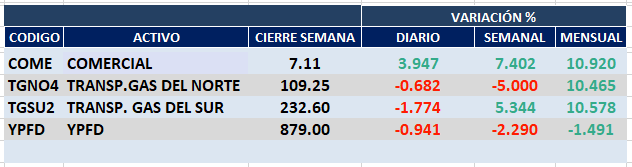 VARIACIÓN %
CODIGO ACTIVO CIERRE SEMANA DIARIO SEMANAL MENSUAL
COME COMERCIAL 7.11 3.947 7.402 10.920
TGNO4 TRANSP.GAS DEL NORTE 109.25 -0.682 -5.000 10.465
TGSU2 TRANSP. GAS DEL SUR 232.60 -1.774 5.344 10.578
YPFD YPFD 879.00 -0.941 -2.290 -1.491